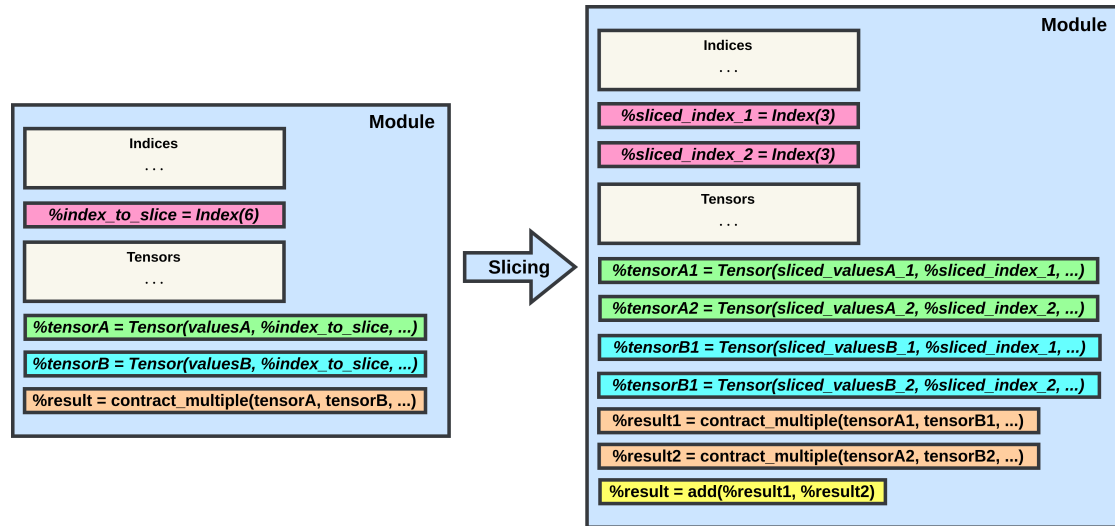 Module
Indices
...
%index_to_slice = Index(6)
Tensors
...
%tensorA = Tensor(valuesA, %index_to_slice, ...)
%tensorB = Tensor(valuesB, %index_to_slice, ...)
%result = contract_multiple(tensorA, tensorB, ...)
Slicing
Module
Indices
...
%sliced_index_1 = Index(3)
%sliced_index_2 = Index(3)
Tensors
...
%tensorA1 = Tensor(sliced_valuesA_1, %sliced_index_1, ...)
%tensorA2 = Tensor(sliced_valuesA_2, %sliced_index_2, ...)
%tensorB1 = Tensor(sliced_valuesB_1, %sliced_index_1, ...)
%tensorB1 = Tensor(sliced_valuesB_2, %sliced_index_2, ...)
%result1 = contract_multiple(tensorA1, tensorB1, ...)
%result2 = contract_multiple(tensorA2, tensorB2, ...)
%result = add(%result1, %result2)